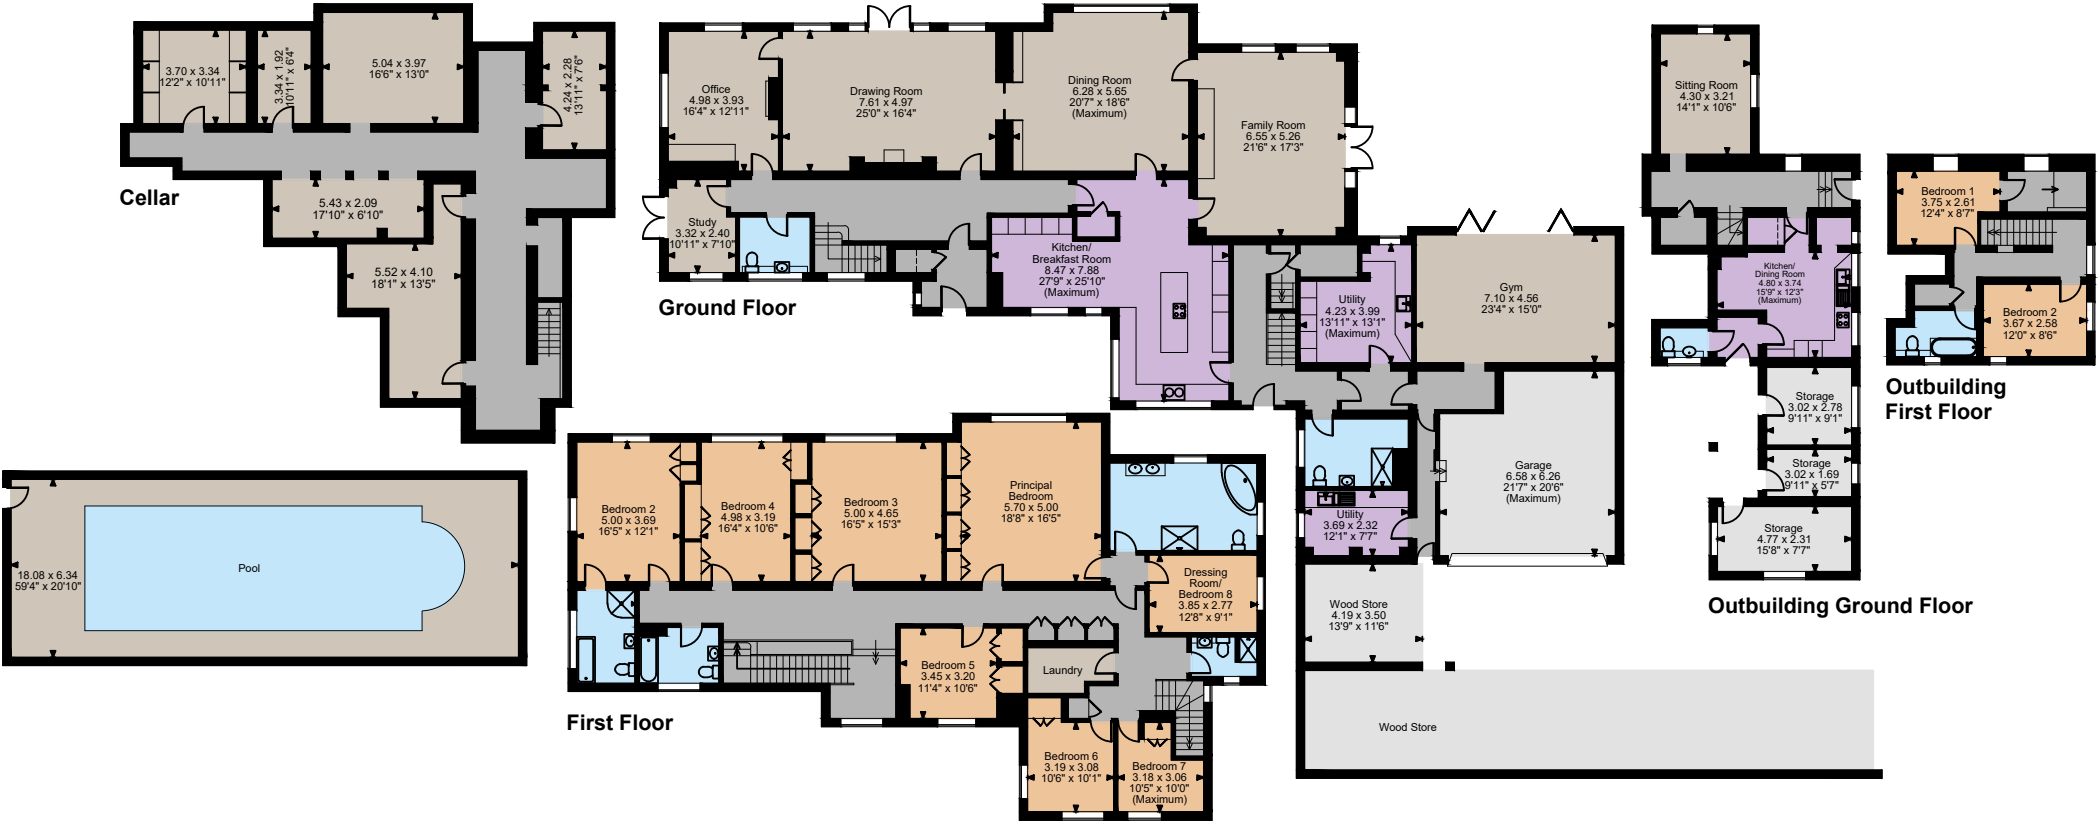 3.70 x 3.34
12'2" x 10'11"
3.34 x 1.92
10'11" x 6'4"
5.04 x 3.97
16'6" x 13'0"
4.24 x 2.28
13'11" x 7'6"
Cellar
5.43 x 2.09
17'10" x 6'10"
5.52 x 4.10
18'1" x 13'5"
Office
4.98 x 3.93
16'4" x 12'11"
Drawing Room
7.61 x 4.97
25'0" x 16'4"
Dining Room
6.28 x 5.65
20'7" x 18'6"
(Maximum)
Family Room
6.55 x 5.26
21'6" x 17'3"
Study
3.32 x 2.40
10'11" x 7'10"
Kitchen/
Breakfast Room
8.47 x 7.88
27'9" x 25'10"
(Maximum)
Ground Floor
Utility
4.23 x 3.99
13'11" x 13'1"
(Maximum)
Gym
7.10 x 4.56
23'4" x 15'0"
Garage
6.58 x 6.26
21'7" x 20'6"
(Maximum)
Utility
3.69 x 2.32
12'1" x 7'7"
Wood Store
4.19 x 3.50
13'9" x 11'6"
Wood Store
Sitting Room
4.30 x 3.21
14'1" x 10'6"
Kitchen/
Dining Room
4.80 x 3.74
15'9" x 12'3"
(Maximum)
Storage
3.02 x 2.78
9'11" x 9'1"
Storage
3.02 x 1.69
9'11" x 5'7"
Storage
4.77 x 2.31
15'8" x 7'7"
Outbuilding Ground Floor
Bedroom 1
3.75 x 2.61
12'4" x 8'7"
Bedroom 2
3.67 x 2.58
12'0" x 8'6"
Outbuilding
First Floor
18.08 x 6.34
59'4" x 20'10"
Pool
Bedroom 2
5.00 x 3.69
16'5" x 12'1"
Bedroom 4
4.98 x 3.19
16'4" x 10'6"
Bedroom 3
5.00 x 4.65
16'5" x 15'3"
Principal
Bedroom
5.70 x 5.00
18'8" x 16'5"
Dressing
Room/
Bedroom 8
3.85 x 2.77
12'8" x 9'1"
Bedroom 5
3.45 x 3.20
11'4" x 10'6"
Laundry
First Floor
Bedroom 6
3.19 x 3.08
10'6" x 10'1"
Bedroom 7
3.18 x 3.06
10'5" x 10'0"
(Maximum)